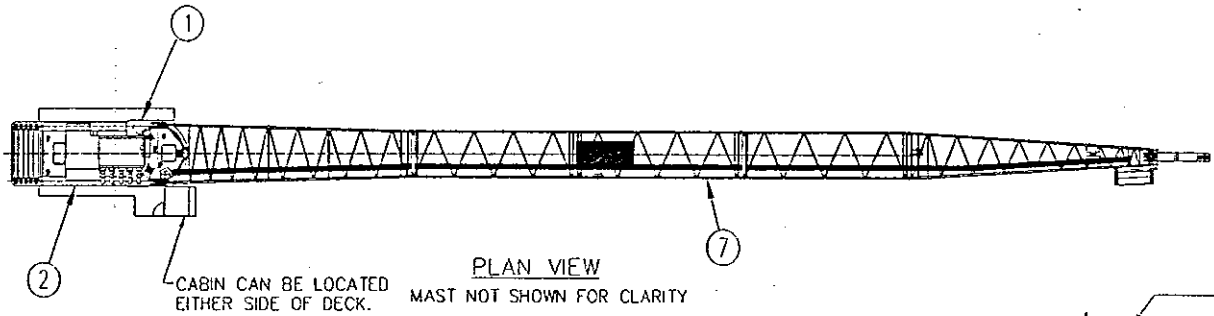 1
2
7
CABIN CAN BE LOCATED
EITHER SIDE OF DECK.
PLAN VIEW
MAST NOT SHOWN FOR CLARITY